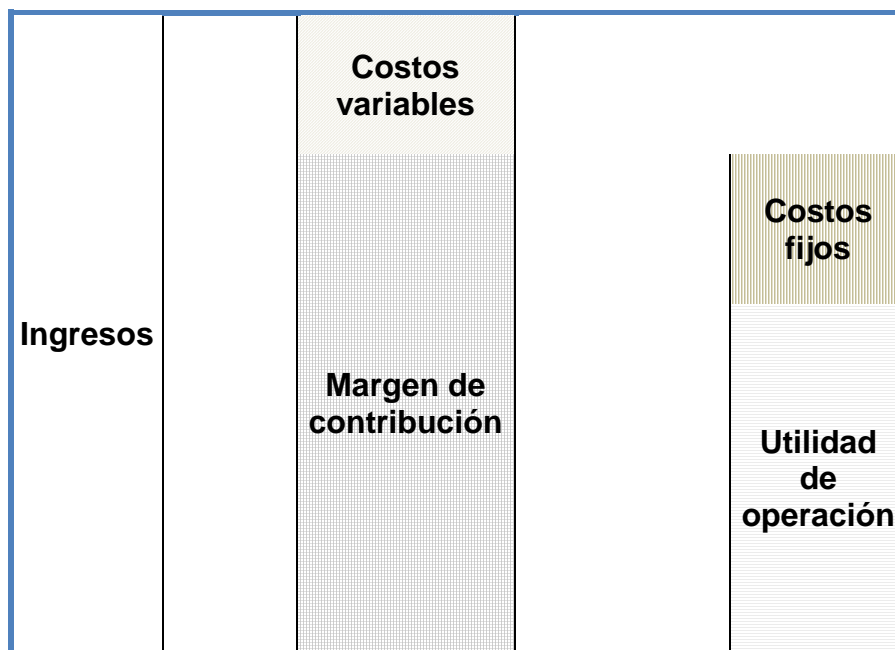 Costos
variables
Costos
fijos
Ingresos
Margen de
contribución
Utilidad
de
operación